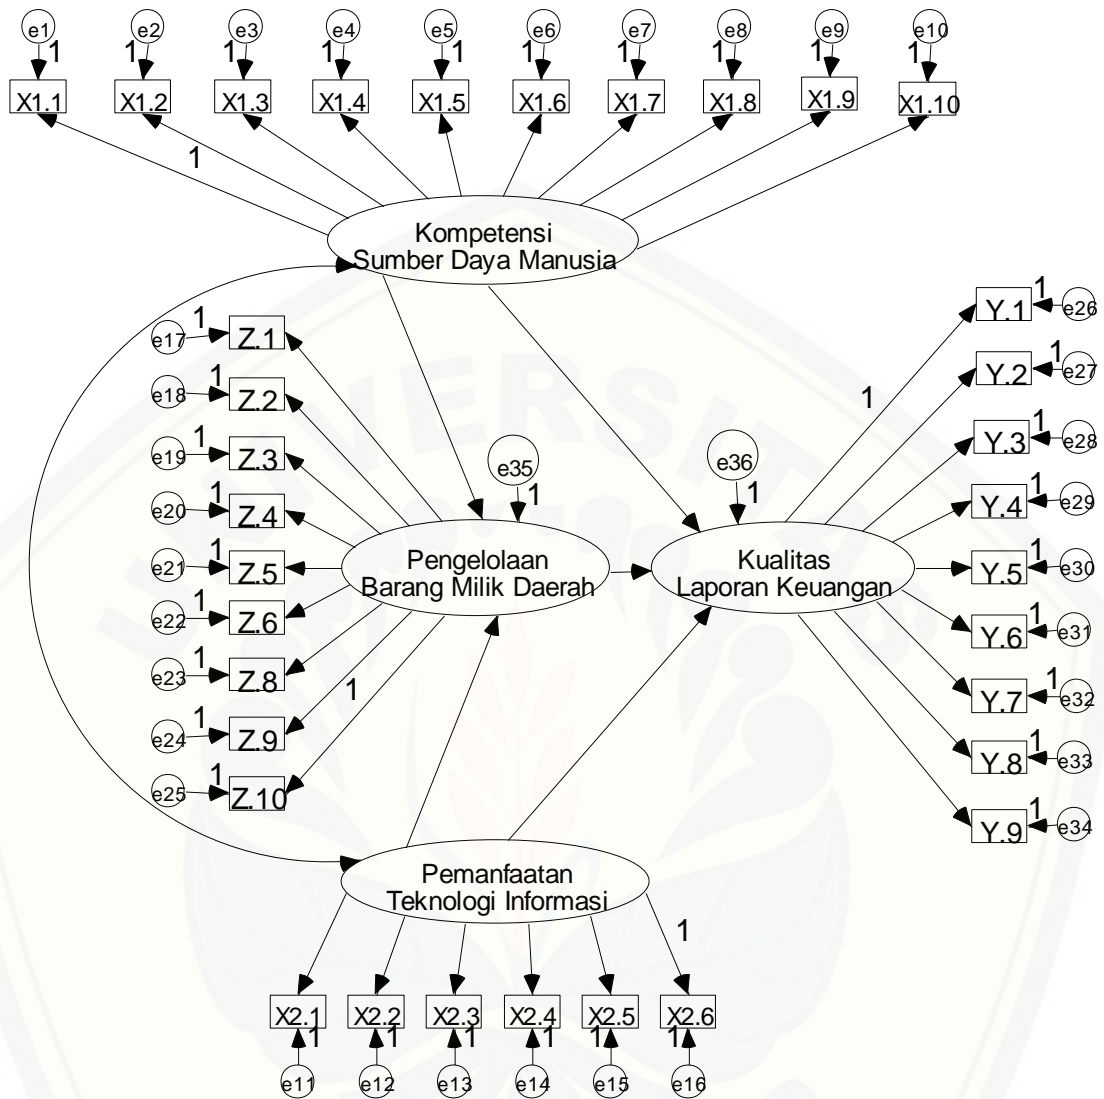 e1 e2 e3 e4 e5 e6 e7 e8 e9 e10
1 1 1 1 1 1 1 1 1 1
X1.1 X1.2 X1.3 X1.4 X1.5 X1.6 X1.7 X1.8 X1.9 X1.10
1
Kompetensi
Sumber Daya Manusia
e17 1 Z.1
e18 1 Z.2
e19 1 Z.3
e20 1 Z.4
e21 1 Z.5
e22 1 Z.6
e23 1 Z.8
e24 1 Z.9
e25 1 Z.10
1
e35 1
e36 1
Pengelolaan
Barang Milik Daerah
Kualitas
Laporan Keuangan
1
Y.1 1 e26
Y.2 1 e27
Y.3 1 e28
Y.4 1 e29
Y.5 1 e30
Y.6 1 e31
Y.7 1 e32
Y.8 1 e33
Y.9 1 e34
Pemanfaatan
Teknologi Informasi
1
X2.1 X2.2 X2.3 X2.4 X2.5 X2.6
1 1 1 1 1 1
e11 e12 e13 e14 e15 e16
UNIVERSITAS